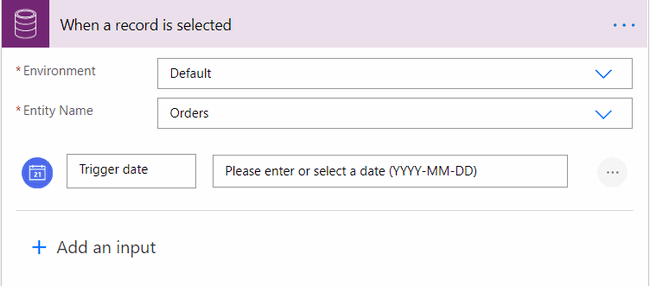 When a record is selected
* Environment
Default
* Entity Name
Orders
21
Trigger date
Please enter or select a date (YYYY-MM-DD)
+ Add an input